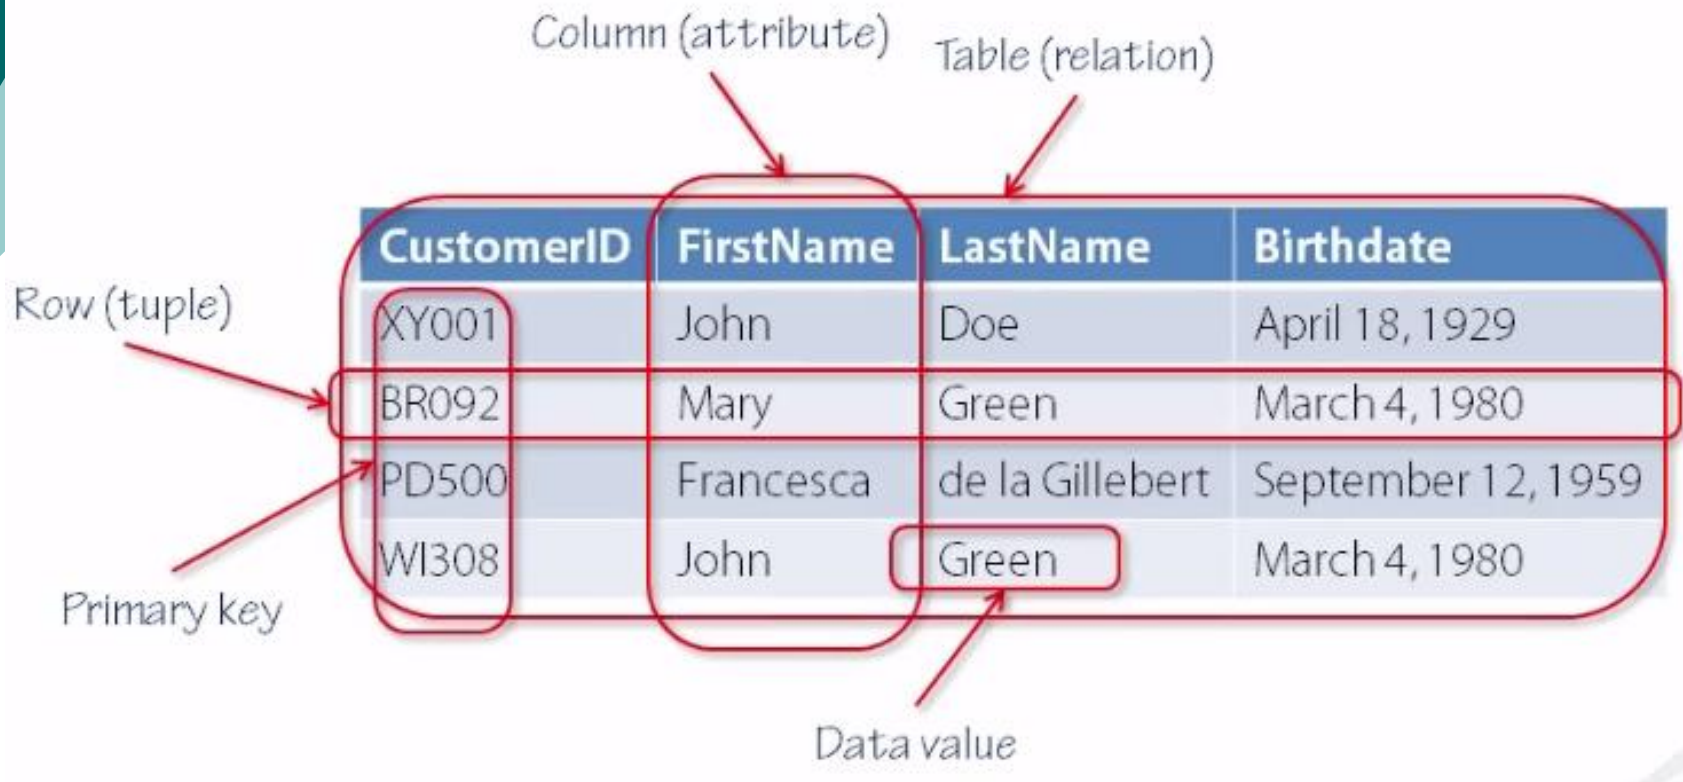 Column (attribute)
Table (relation)
CustomerID FirstName LastName Birthdate
Row (tuple)
XY001 John Doe April 18, 1929
BR092 Mary Green March 4, 1980
PD500 Francesca de la Gillebert September 12, 1959
WI308 John Green March 4, 1980
Primary key
Data value